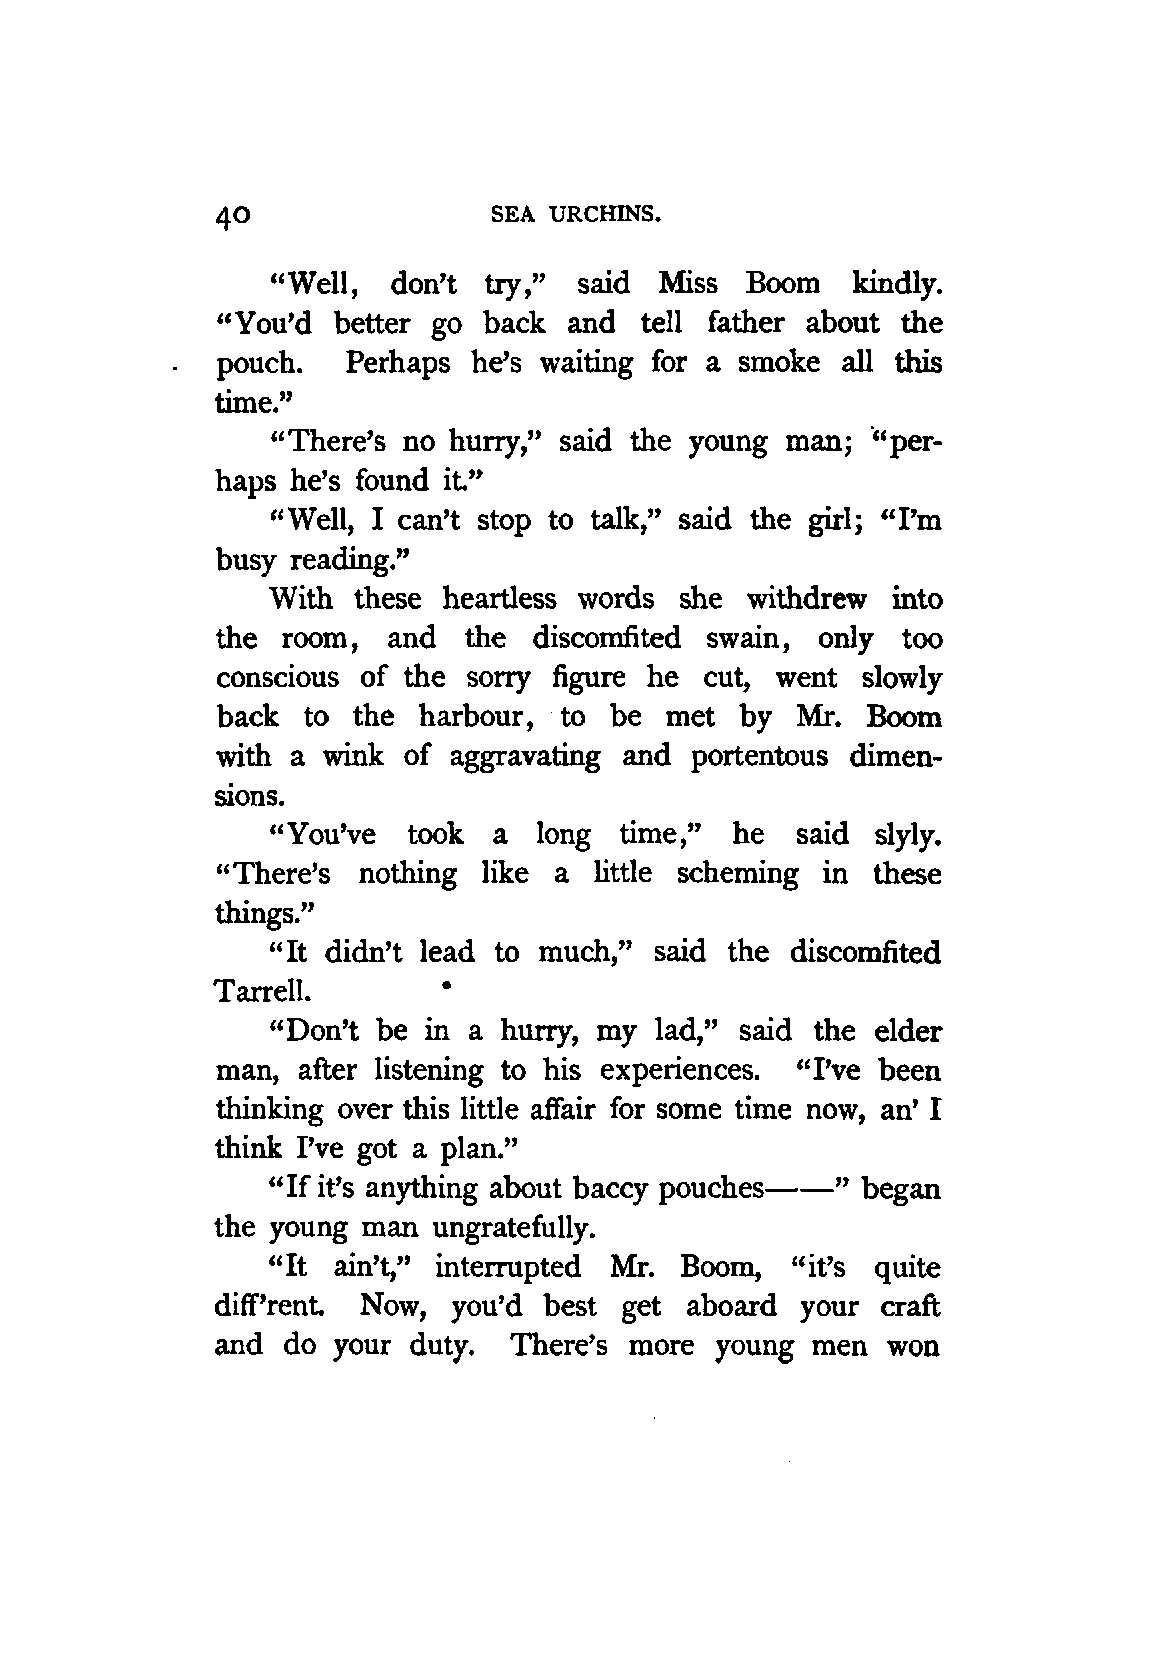 40 SEA URCHINS.
“Well, don’t try,” said Miss Boom kindly.
“You’d better go back and tell father about the
pouch. Perhaps he’s waiting for a smoke all this
time.”
“There’s no hurry,” said the young man; “per-
haps he’s found it.”
“Well, I can’t stop to talk,” said the girl; “I’m
busy reading.”
With these heartless words she withdrew into
the room, and the discomfited swain, only too
conscious of the sorry figure he cut, went slowly
back to the harbour, to be met by Mr. Boom
with a wink of aggravating and portentous dimen-
sions.
“You’ve took a long time,” he said slyly.
“There’s nothing like a little scheming in these
things.”
“It didn’t lead to much,” said the discomfited
Tarrell.
“Don’t be in a hurry, my lad,” said the elder
man, after listening to his experiences. “I’ve been
thinking over this little affair for some time now, an’ I
think I’ve got a plan.”
“If it’s anything about baccy pouches——” began
the young man ungratefully.
“It ain’t,” interrupted Mr. Boom, “it’s quite
diff’rent. Now, you’d best get aboard your craft
and do your duty. There’s more young men won